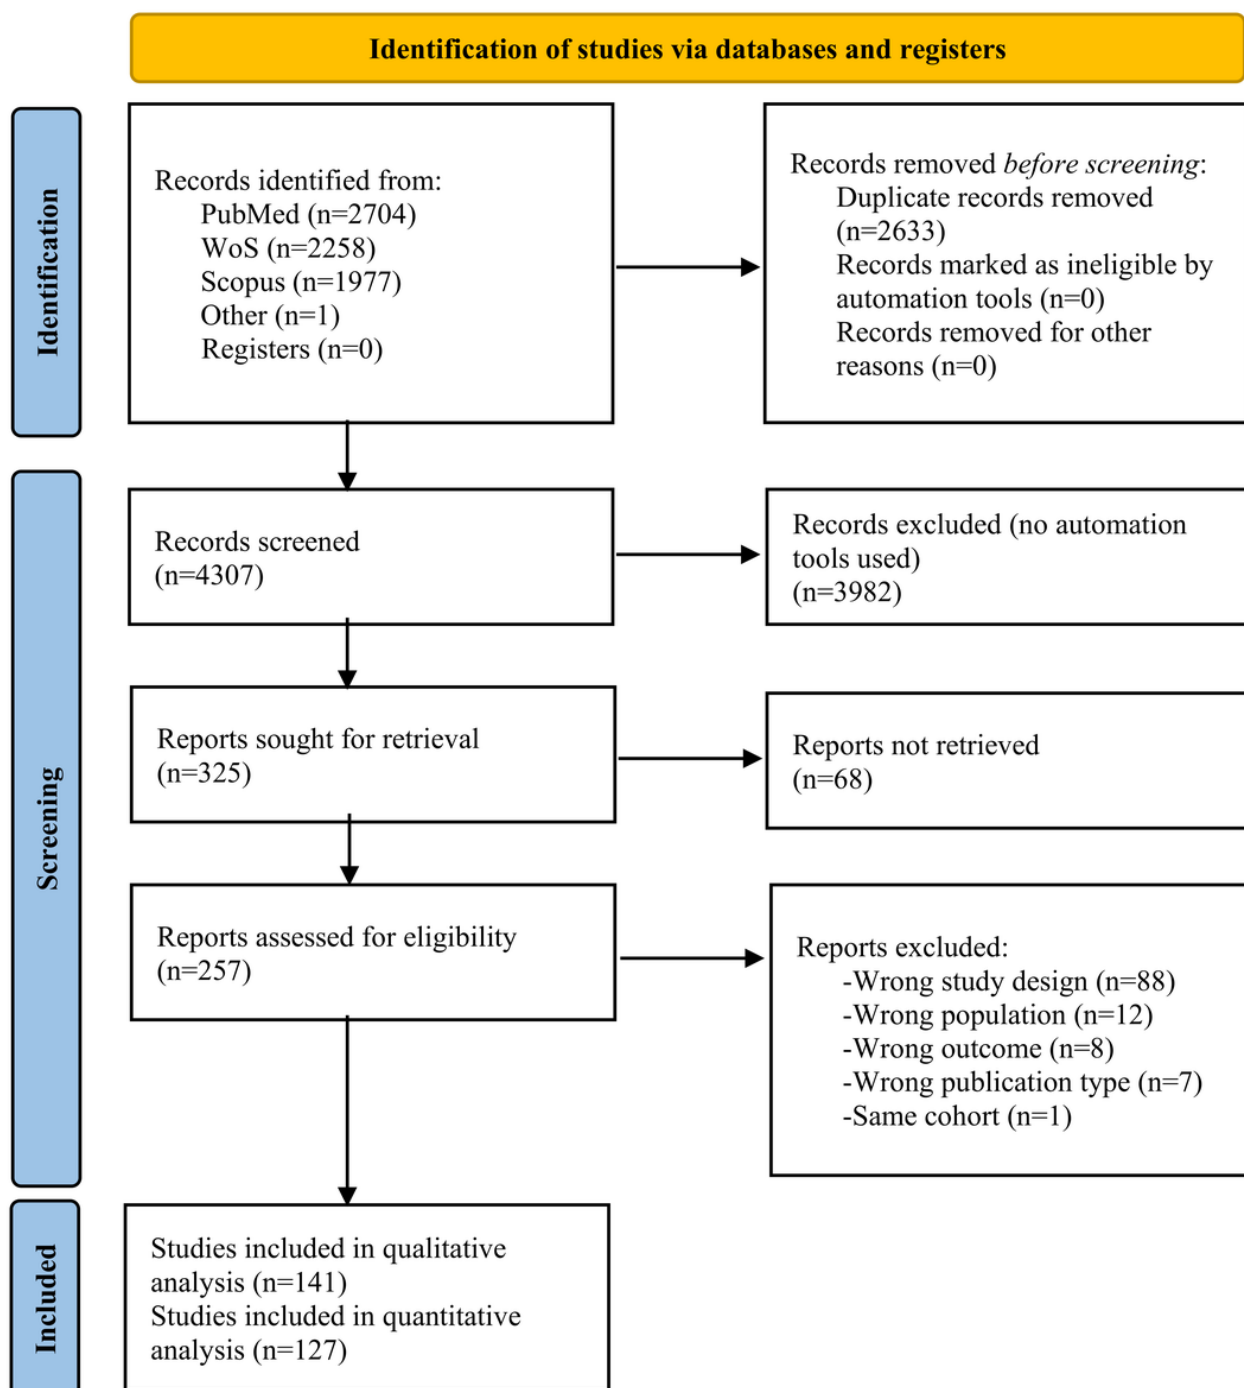 Identification of studies via databases and registers
Identification
Records identified from:
PubMed (n=2704)
WoS (n=2258)
Scopus (n=1977)
Other (n=1)
Registers (n=0)
Records removed before screening:
Duplicate records removed
(n=2633)
Records marked as ineligible by
automation tools (n=0)
Records removed for other
reasons (n=0)
Screening
Records screened
(n=4307)
Records excluded (no automation
tools used)
(n=3982)
Reports sought for retrieval
(n=325)
Reports not retrieved
(n=68)
Reports assessed for eligibility
(n=257)
Reports excluded:
-Wrong study design (n=88)
-Wrong population (n=12)
-Wrong outcome (n=8)
-Wrong publication type (n=7)
-Same cohort (n=1)
Included
Studies included in qualitative
analysis (n=141)
Studies included in quantitative
analysis (n=127)